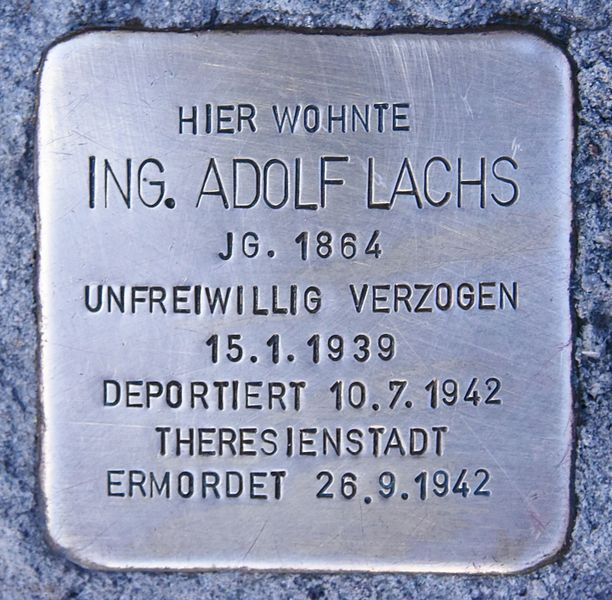 HIER WOHNTE
ING. ADOLF LACHS
JG. 1864
UNFREIWILLIG VERZOGEN
15.1.1939
DEPORTIERT 10.7.1942
THERESIENSTADT
ERMORDET 26.9.1942